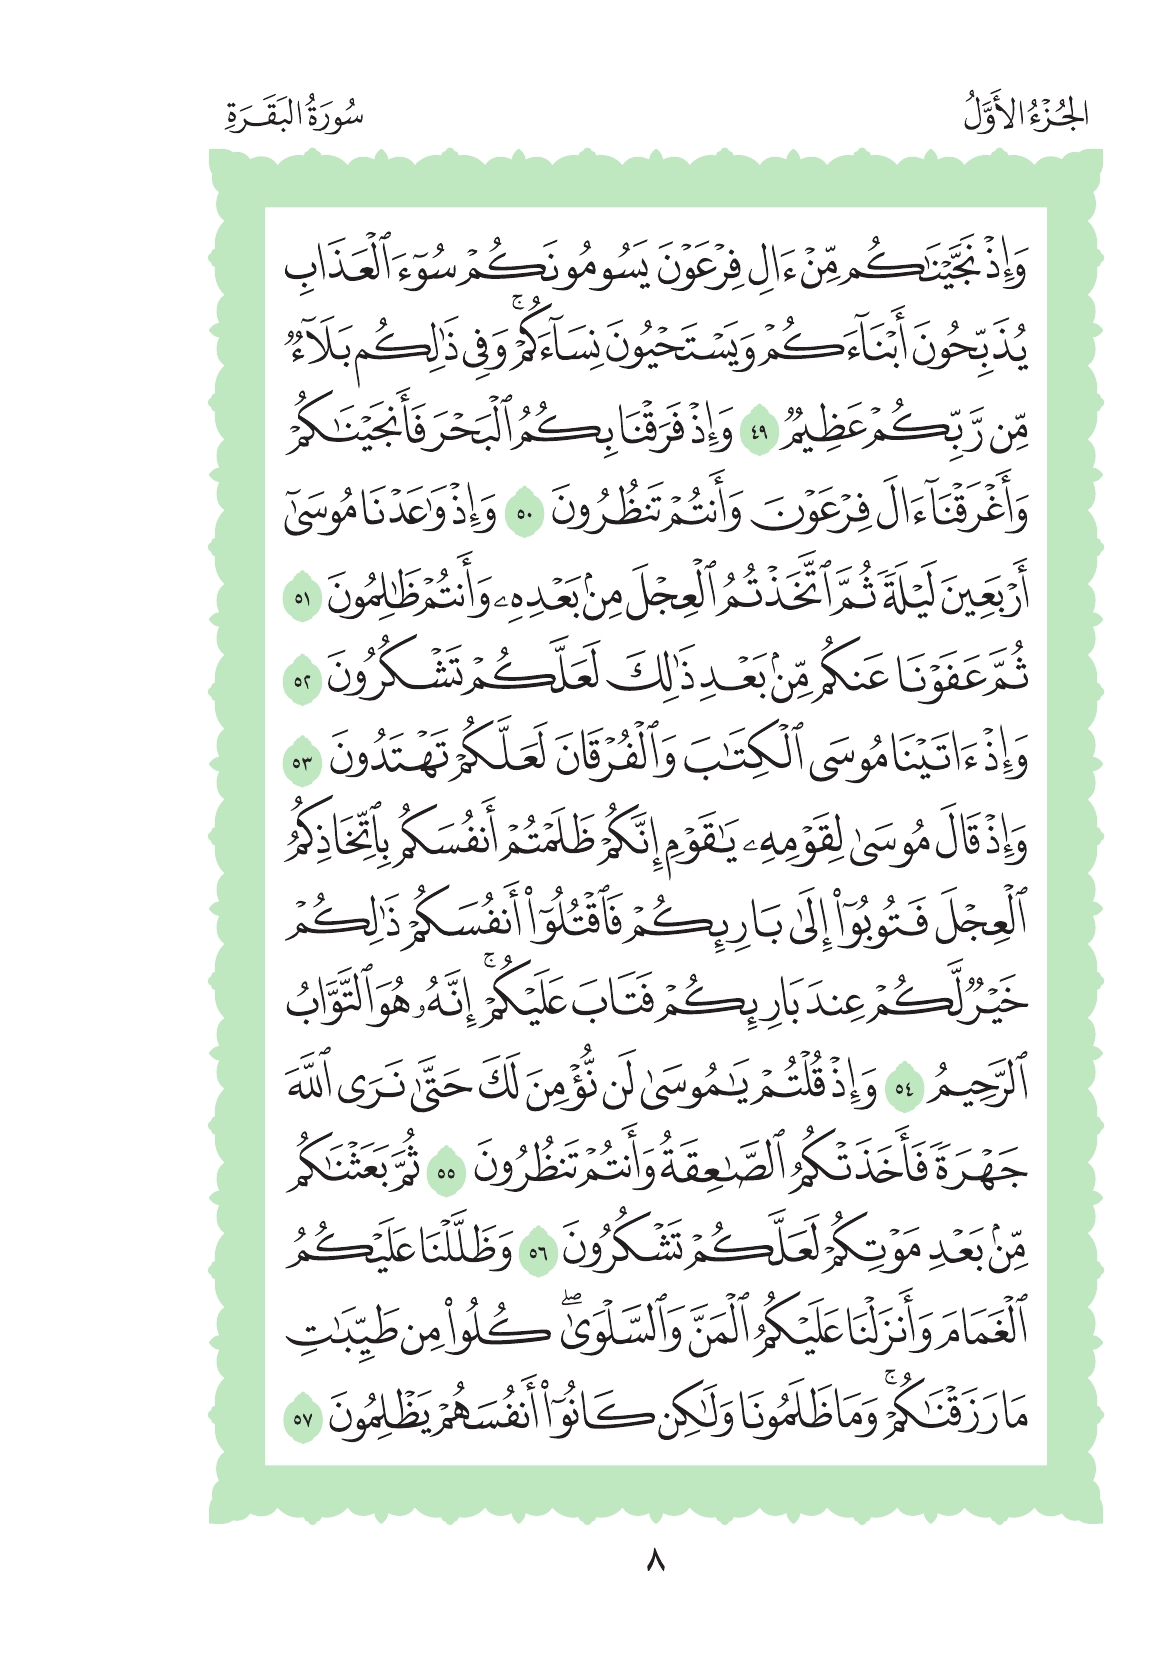 الجُزْءُ الأَوَّلُ
سُورَةُ البَقَرَةِ
وَإِذۡ نَجَّيۡنَٰكُم مِّنۡ ءَالِ فِرۡعَوۡنَ يَسُومُونَكُمۡ سُوٓءَ ٱلۡعَذَابِ
يُذَبِّحُونَ أَبۡنَآءَكُمۡ وَيَسۡتَحۡيُونَ نِسَآءَكُمۡۚ وَفِي ذَٰلِكُم بَلَآءٞ
مِّن رَّبِّكُمۡ عَظِيمٞ ٤٩ وَإِذۡ فَرَقۡنَا بِكُمُ ٱلۡبَحۡرَ فَأَنجَيۡنَٰكُمۡ
وَأَغۡرَقۡنَآ ءَالَ فِرۡعَوۡنَ وَأَنتُمۡ تَنظُرُونَ ٥٠ وَإِذۡ وَٰعَدۡنَا مُوسَىٰٓ
أَرۡبَعِينَ لَيۡلَةٗ ثُمَّ ٱتَّخَذۡتُمُ ٱلۡعِجۡلَ مِنۢ بَعۡدِهِۦ وَأَنتُمۡ ظَٰلِمُونَ ٥١
ثُمَّ عَفَوۡنَا عَنكُم مِّنۢ بَعۡدِ ذَٰلِكَ لَعَلَّكُمۡ تَشۡكُرُونَ ٥٢
وَإِذۡ ءَاتَيۡنَا مُوسَى ٱلۡكِتَٰبَ وَٱلۡفُرۡقَانَ لَعَلَّكُمۡ تَهۡتَدُونَ ٥٣
وَإِذۡ قَالَ مُوسَىٰ لِقَوۡمِهِۦ يَٰقَوۡمِ إِنَّكُمۡ ظَلَمۡتُمۡ أَنفُسَكُم بِٱتِّخَاذِكُمُ
ٱلۡعِجۡلَ فَتُوبُوٓاْ إِلَىٰ بَارِئِكُمۡ فَٱقۡتُلُوٓاْ أَنفُسَكُمۡ ذَٰلِكُمۡ
خَيۡرٞ لَّكُمۡ عِندَ بَارِئِكُمۡ فَتَابَ عَلَيۡكُمۡۚ إِنَّهُۥ هُوَ ٱلتَّوَّابُ
ٱلرَّحِيمُ ٥٤ وَإِذۡ قُلۡتُمۡ يَٰمُوسَىٰ لَن نُّؤۡمِنَ لَكَ حَتَّىٰ نَرَى ٱللَّهَ
جَهۡرَةٗ فَأَخَذَتۡكُمُ ٱلصَّٰعِقَةُ وَأَنتُمۡ تَنظُرُونَ ٥٥ ثُمَّ بَعَثۡنَٰكُم
مِّنۢ بَعۡدِ مَوۡتِكُمۡ لَعَلَّكُمۡ تَشۡكُرُونَ ٥٦ وَظَلَّلۡنَا عَلَيۡكُمُ
ٱلۡغَمَامَ وَأَنزَلۡنَا عَلَيۡكُمُ ٱلۡمَنَّ وَٱلسَّلۡوَىٰۖ كُلُواْ مِن طَيِّبَٰتِ
مَا رَزَقۡنَٰكُمۡۚ وَمَا ظَلَمُونَا وَلَٰكِن كَانُوٓاْ أَنفُسَهُمۡ يَظۡلِمُونَ ٥٧
٨